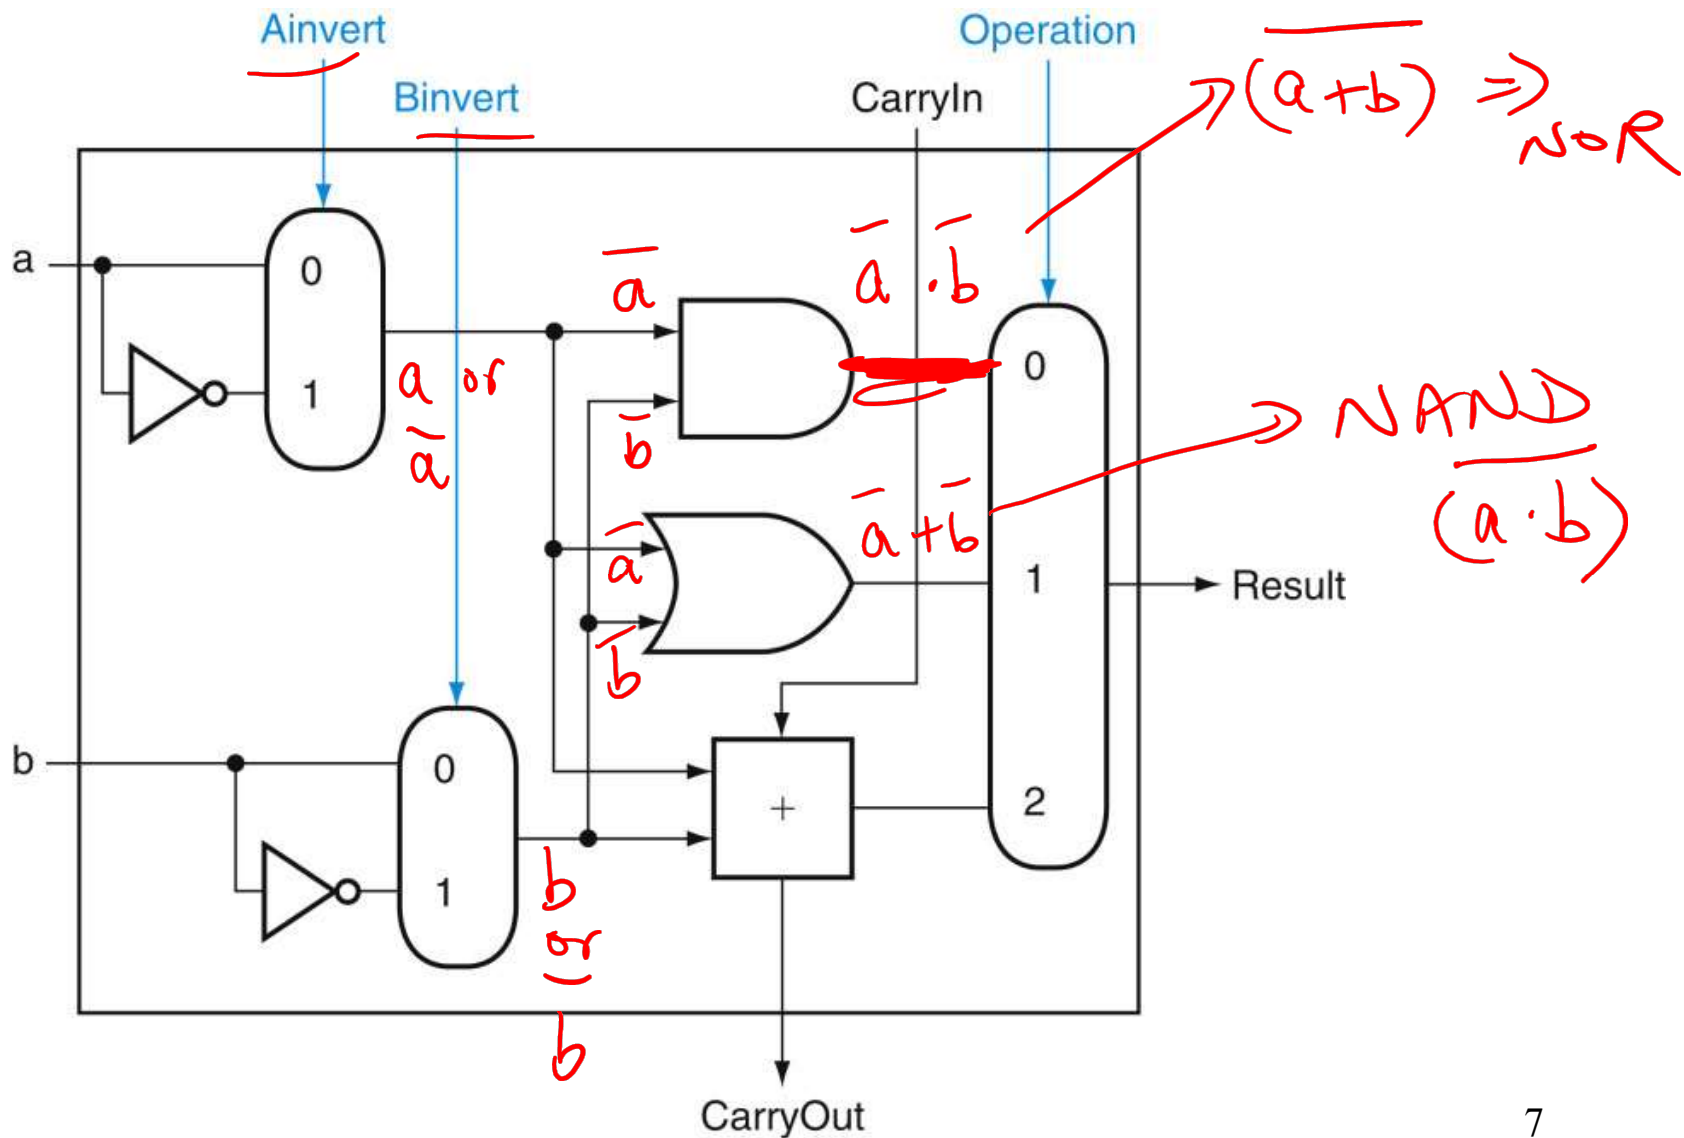 Ainvert
Operation
Binvert
CarryIn
(a̅+̅b̅) ⇒
NOR
a
0
1
a or
a̅
a̅
b̅
a̅ · b̅
0
NAND
(a̅·̅b̅)
a̅
b̅
a̅ + b̅
1
Result
b
0
1
b
or
b̅
+
2
CarryOut
7